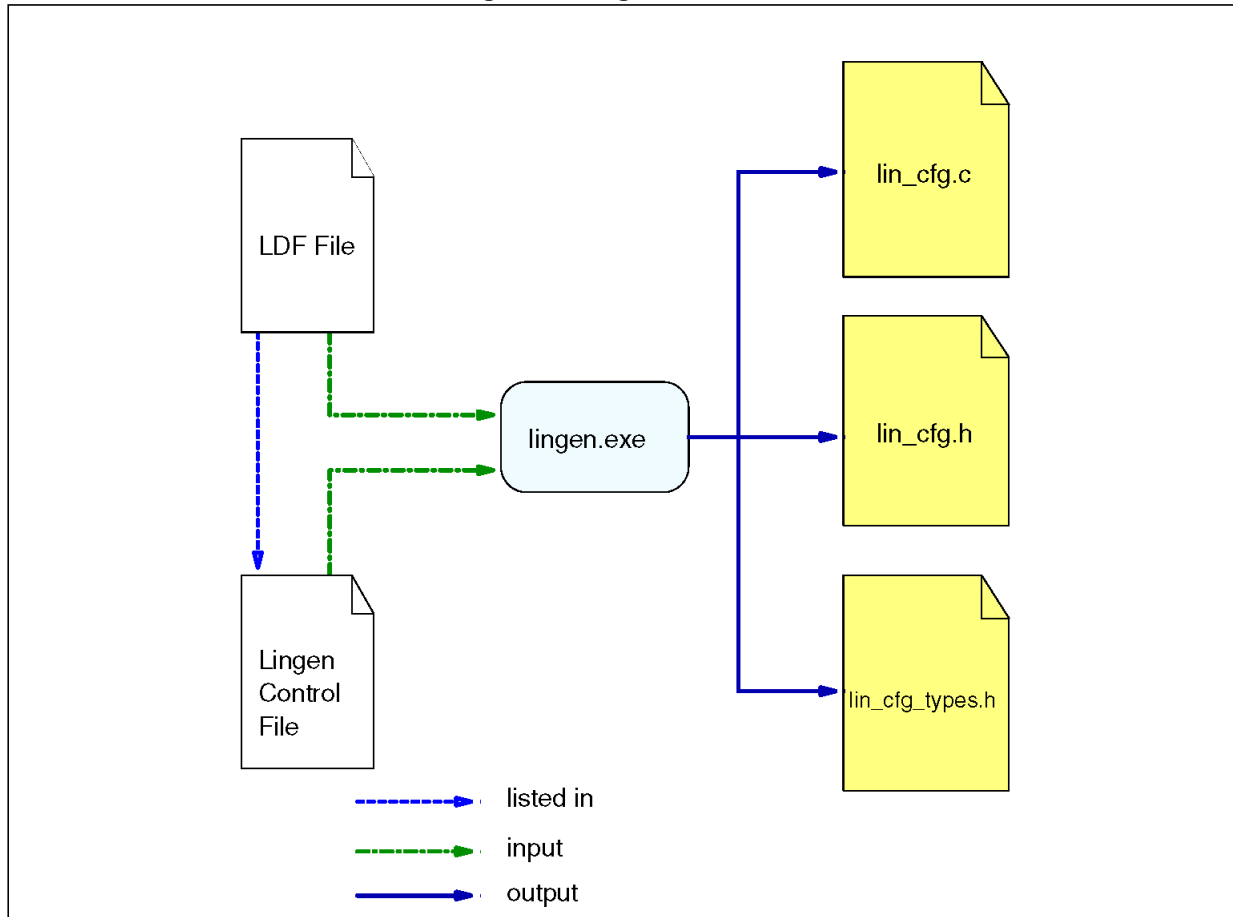 LDF File
Lingen
Control
File
lingen.exe
lin_cfg.c
lin_cfg.h
lin_cfg_types.h
listed in
input
output